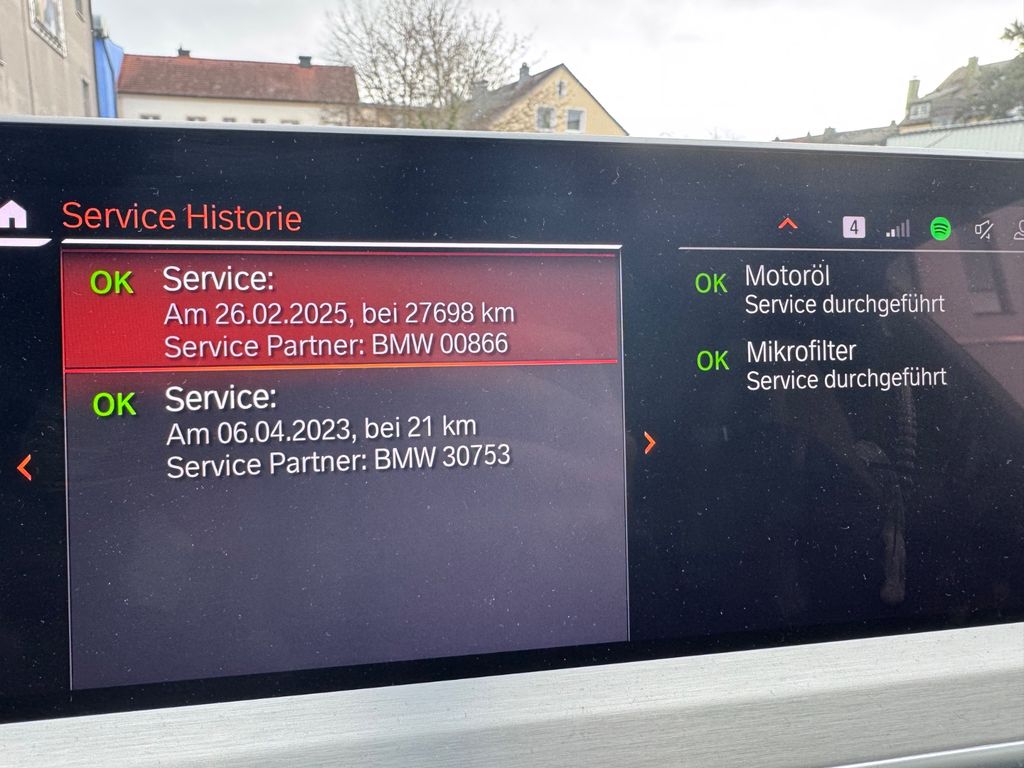 Service Historie
4
OK Service:
Am 26.02.2025, bei 27698 km
Service Partner: BMW 00866
OK Service:
Am 06.04.2023, bei 21 km
Service Partner: BMW 30753
OK Motoröl
Service durchgeführt
OK Mikrofilter
Service durchgeführt